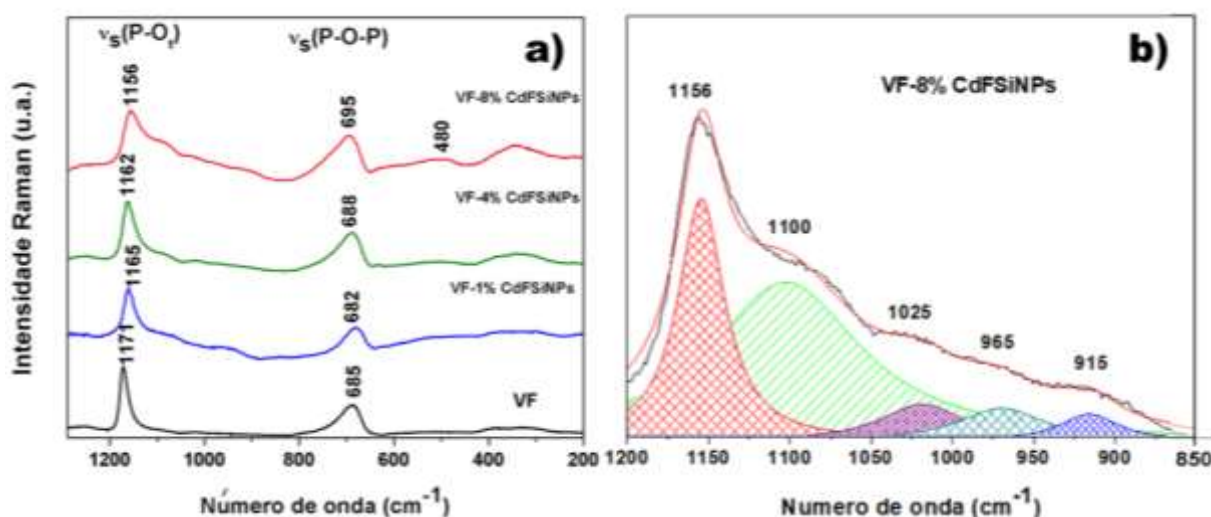 a)
νs(P-Ot)
νs(P-O-P)
1156
695
480
VF-8% CdFSiNPs
1162
688
VF-4% CdFSiNPs
1165
682
VF-1% CdFSiNPs
1171
685
VF
Intensidade Raman (u.a.)
1200 1000 800 600 400 200
Número de onda (cm-1)
b)
VF-8% CdFSiNPs
1156
1100
1025
965
915
1200 1150 1100 1050 1000 950 900 850
Numero de onda (cm-1)